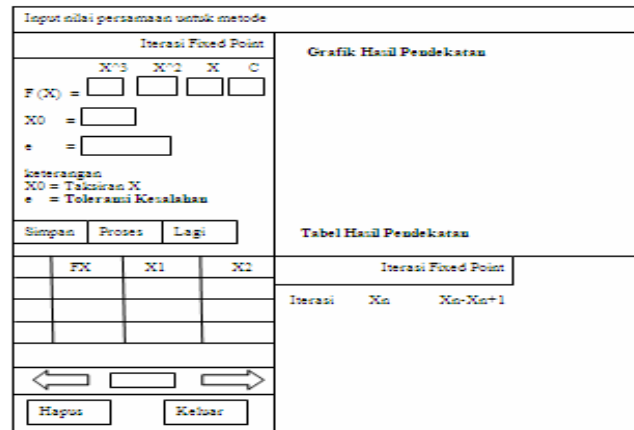 Input nilai persamaan untuk metode
Iterasi Fixed Point
X^3 X^2 X C
F (X) =
X0 =
e =
keterangan
X0 = Taksiran X
e = Toleransi Kesalahan
Simpan Proses Lagi
Grafik Hasil Pendekatan
Tabel Hasil Pendekatan
FX X1 X2
Iterasi Fixed Point
Iterasi Xn Xn-Xn+1
Hapus Keluar